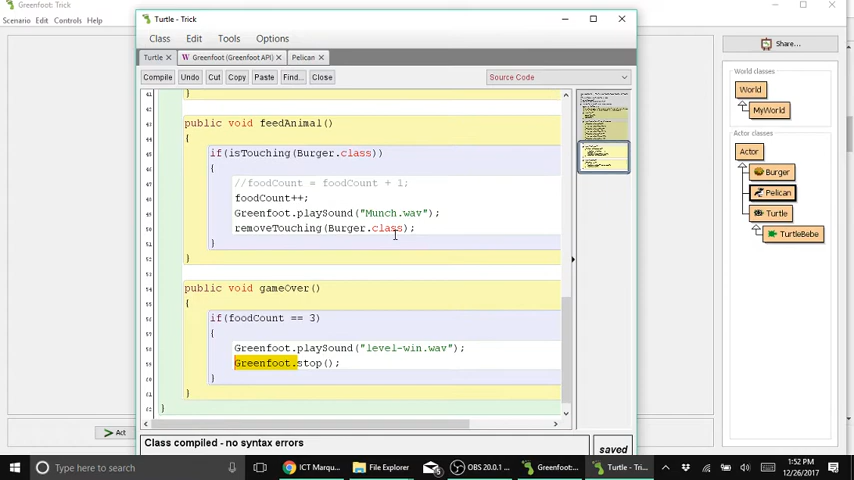 Greenfoot: Trick
Scenario Edit Controls Help
Turtle - Trick
Class Edit Tools Options
Turtle Greenfoot (Greenfoot API) Pelican
Compile Undo Cut Copy Paste Find... Close Source Code
41 }
public void feedAnimal()
{
if(isTouching(Burger.class))
{
//foodCount = foodCount + 1;
foodCount++;
Greenfoot.playSound("Munch.wav");
removeTouching(Burger.class);
}
}
public void gameOver()
{
if(foodCount == 3)
{
Greenfoot.playSound("level-win.wav");
Greenfoot.stop();
}
}
}
Class compiled - no syntax errors
saved
Act
Share...
World classes
World
MyWorld
Actor classes
Actor
Burger
Pelican
Turtle
TurtleBebe
Type here to search
ICT Marqu...
File Explorer
OBS 20.0.1 ...
Greenfoot:...
Turtle - Trick
1:52 PM
12/26/2017